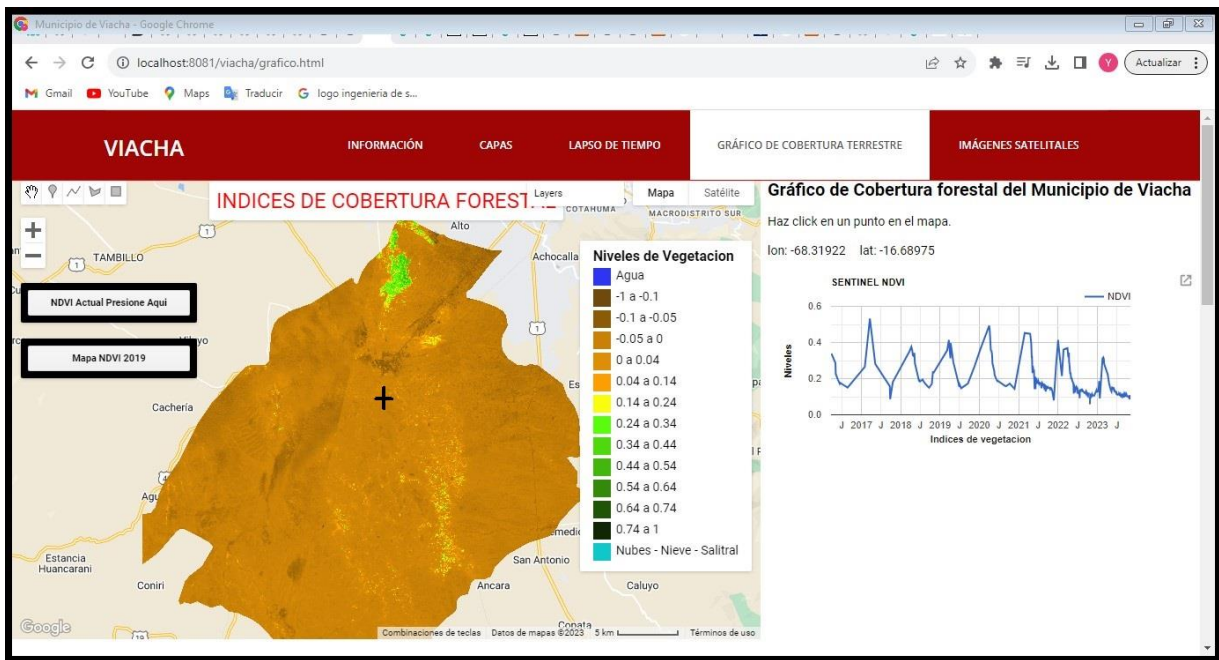 Municipio de Viacha - Google Chrome
localhost:8081/viacha/grafico.html
Y
Actualizar
Gmail YouTube Maps Traducir logo ingenieria de s...
VIACHA
INFORMACIÓN
CAPAS
LAPSO DE TIEMPO
GRÁFICO DE COBERTURA TERRESTRE
IMÁGENES SATELITALES
INDICES DE COBERTURA
Layers
Mapa
Satélite
COTAHUMA
MACRODISTRITO SUR
Alto
1
TAMBILLO
1
Achocalla
NDVI Actual Presione Aqui
Mapa NDVI 2019
1
Cacheria
Estancia
Huancarani
Coniri
San Antonio
Ancara
Caluyo
Niveles de Vegetacion
Agua
-1 a -0.1
-0.1 a -0.05
-0.05 a 0
0 a 0.04
0.04 a 0.14
0.14 a 0.24
0.24 a 0.34
0.34 a 0.44
0.44 a 0.54
0.54 a 0.64
0.64 a 0.74
0.74 a 1
Nubes - Nieve - Salitral
Google
19
Combinaciones de teclas
Datos de mapas ©2023
5 km
Términos de uso
Gráfico de Cobertura forestal del Municipio de Viacha
Haz click en un punto en el mapa.
lon: -68.31922 lat: -16.68975
SENTINEL NDVI
NDVI
0.6
0.4
0.2
0.0
Niveles
J 2017 J 2018 J 2019 J 2020 J 2021 J 2022 J 2023 J
Indices de vegetacion